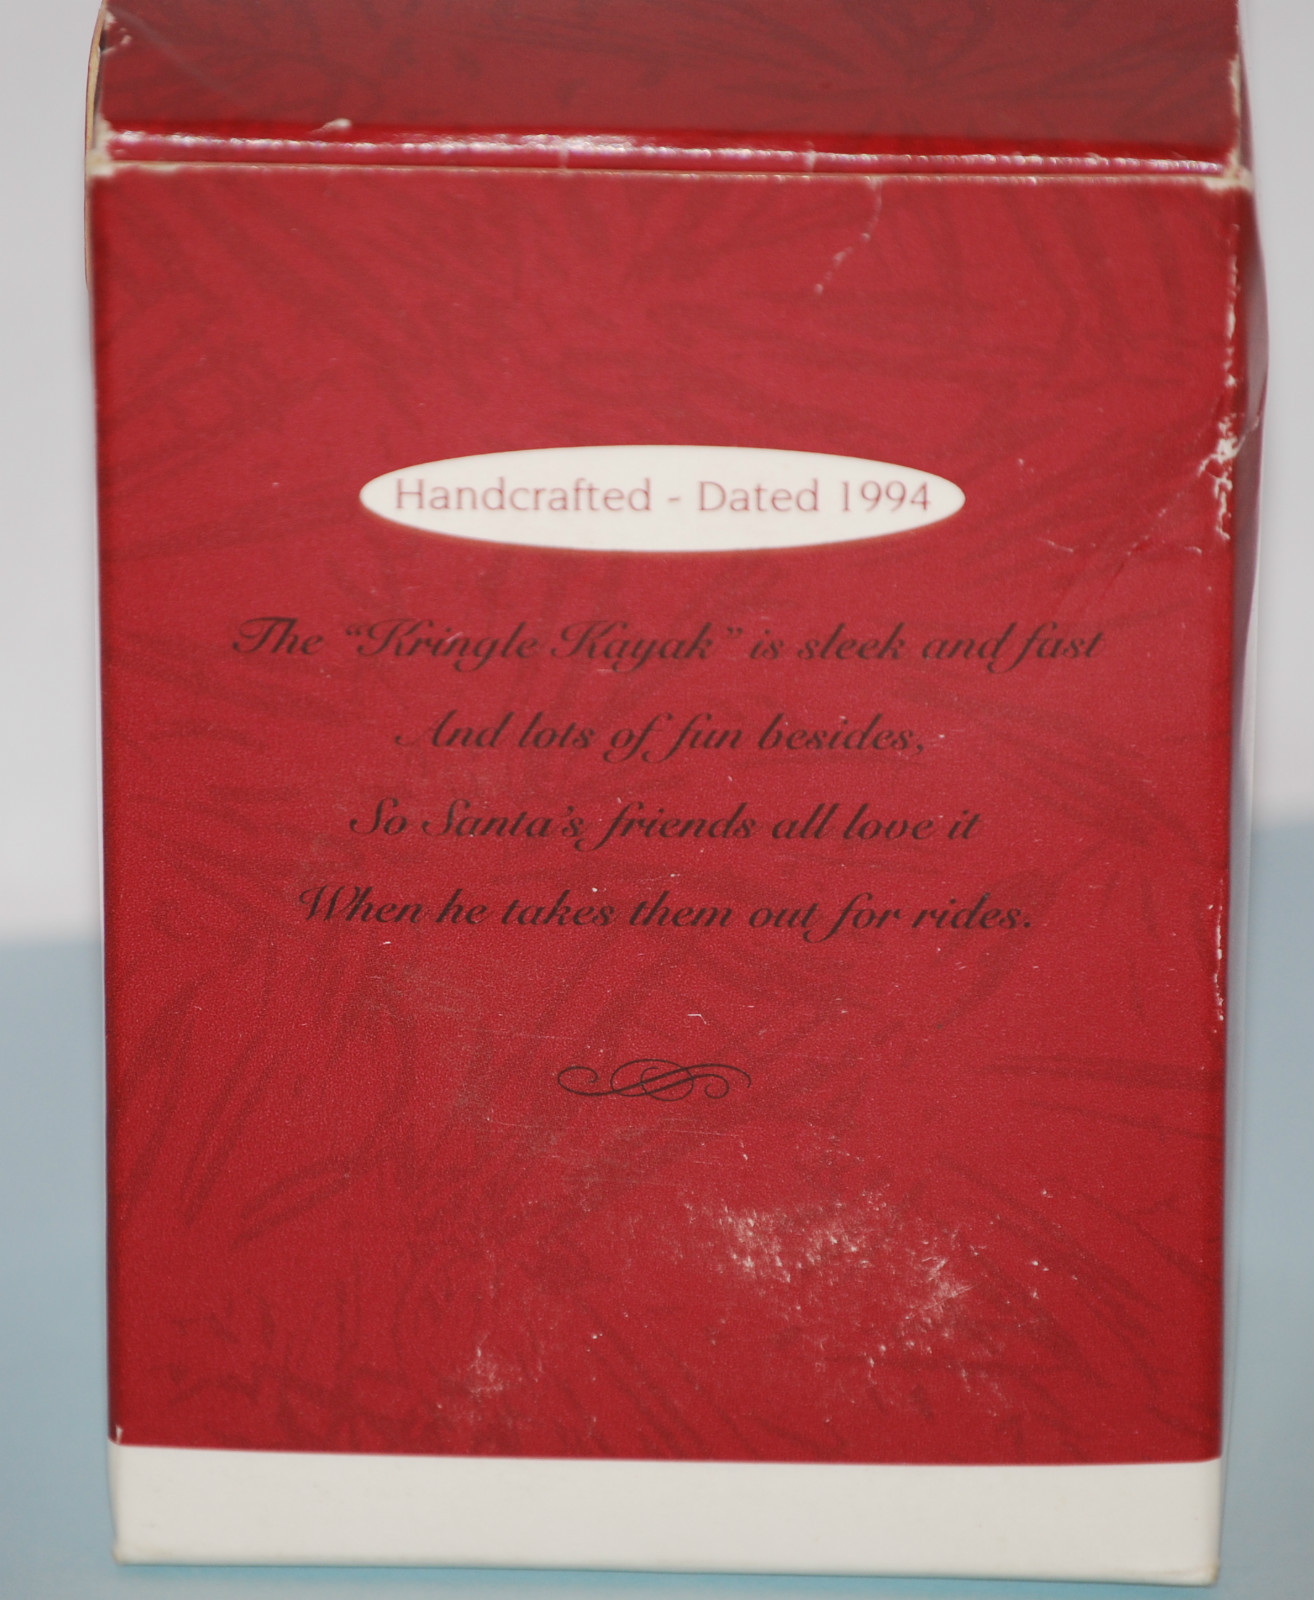 Handcrafted - Dated 1994
The “Kringle Kayak” is sleek and fast
And lots of fun besides,
So Santa’s friends all love it
When he takes them out for rides.